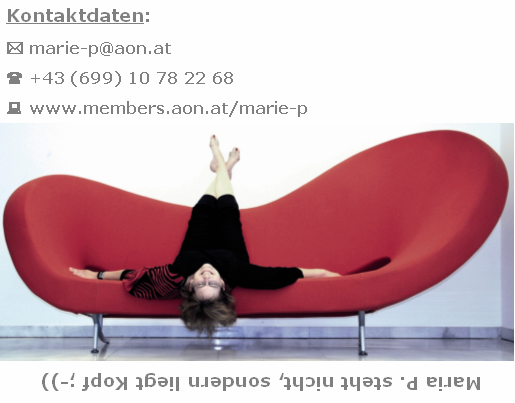 Kontaktdaten:
marie-p@aon.at
+43 (699) 10 78 22 68
www.members.aon.at/marie-p
Maria P. steht nicht, sondern liegt Kopf ;-))